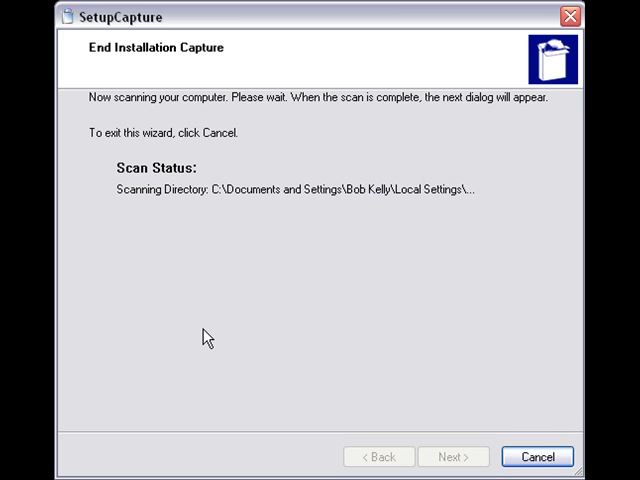 SetupCapture
End Installation Capture
Now scanning your computer. Please wait. When the scan is complete, the next dialog will appear.
To exit this wizard, click Cancel.
Scan Status:
Scanning Directory: C:\Documents and Settings\Bob Kelly\Local Settings\...
< Back Next > Cancel